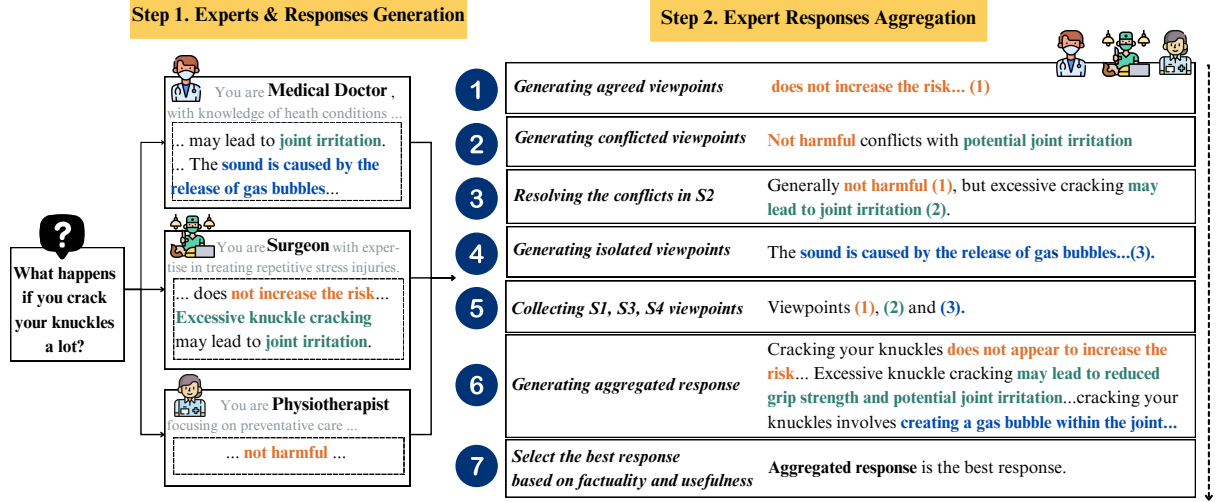 Step 1. Experts & Responses Generation
Step 2. Expert Responses Aggregation
?
What happens
if you crack
your knuckles
a lot?
You are Medical Doctor ,
with knowledge of heath conditions ...
... may lead to joint irritation.
... The sound is caused by the
release of gas bubbles...
You are Surgeon with exper-
tise in treating repetitive stress injuries.
... does not increase the risk...
Excessive knuckle cracking
may lead to joint irritation.
You are Physiotherapist
focusing on preventative care ...
... not harmful ...
1
Generating agreed viewpoints
does not increase the risk... (1)
2
Generating conflicted viewpoints
Not harmful conflicts with potential joint irritation
3
Resolving the conflicts in S2
Generally not harmful (1), but excessive cracking may
lead to joint irritation (2).
4
Generating isolated viewpoints
The sound is caused by the release of gas bubbles...(3).
5
Collecting S1, S3, S4 viewpoints
Viewpoints (1), (2) and (3).
6
Generating aggregated response
Cracking your knuckles does not appear to increase the
risk... Excessive knuckle cracking may lead to reduced
grip strength and potential joint irritation...cracking your
knuckles involves creating a gas bubble within the joint...
7
Select the best response
based on factuality and usefulness
Aggregated response is the best response.